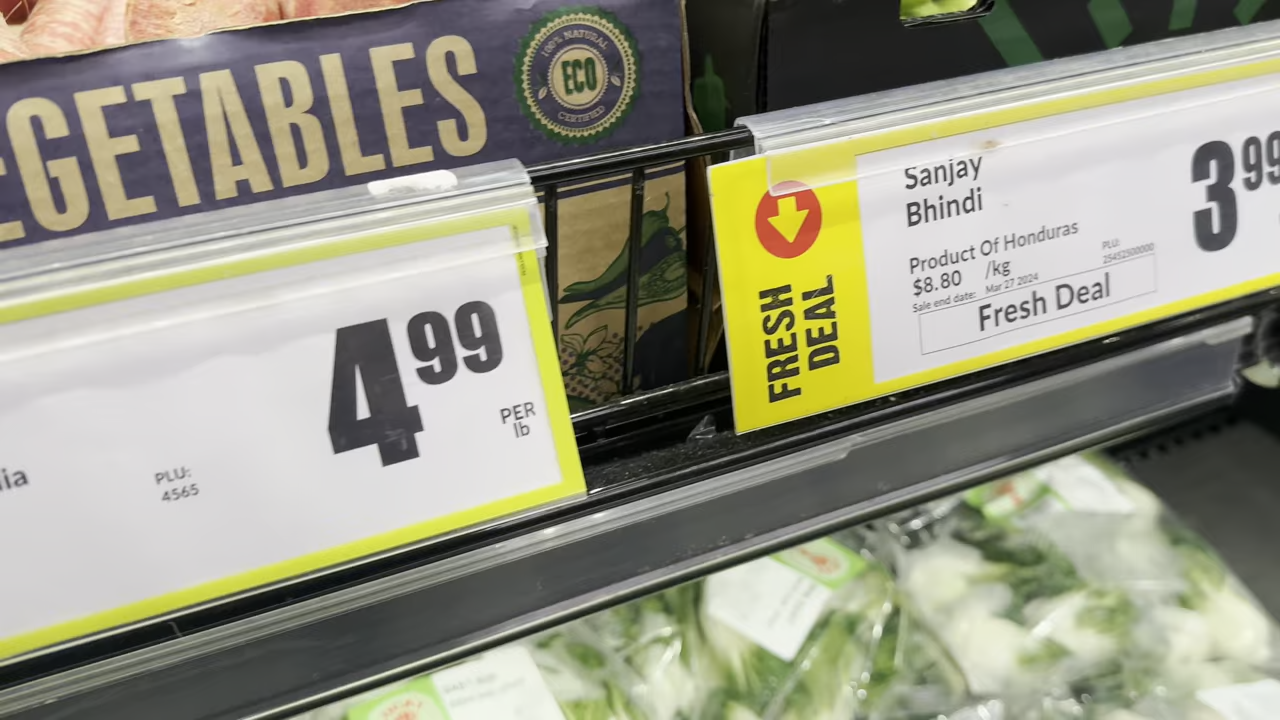 EGETABLES
100% NATURAL
ECO
CERTIFIED
4 99
PER
lb
PLU:
4565
FRESH
DEAL
Sanjay
Bhindi
3 99
Product Of Honduras
$8.80 /kg
PLU:
25452500000
Sale end date: Mar 27 2024
Fresh Deal